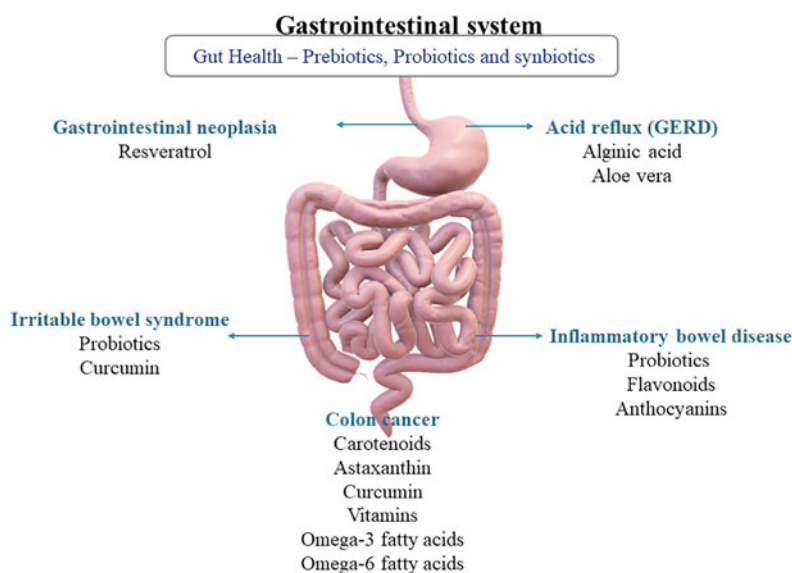 Gastrointestinal system
Gut Health – Prebiotics, Probiotics and synbiotics
Gastrointestinal neoplasia
Resveratrol
Acid reflux (GERD)
Alginic acid
Aloe vera
Irritable bowel syndrome
Probiotics
Curcumin
Inflammatory bowel disease
Probiotics
Flavonoids
Anthocyanins
Colon cancer
Carotenoids
Astaxanthin
Curcumin
Vitamins
Omega-3 fatty acids
Omega-6 fatty acids